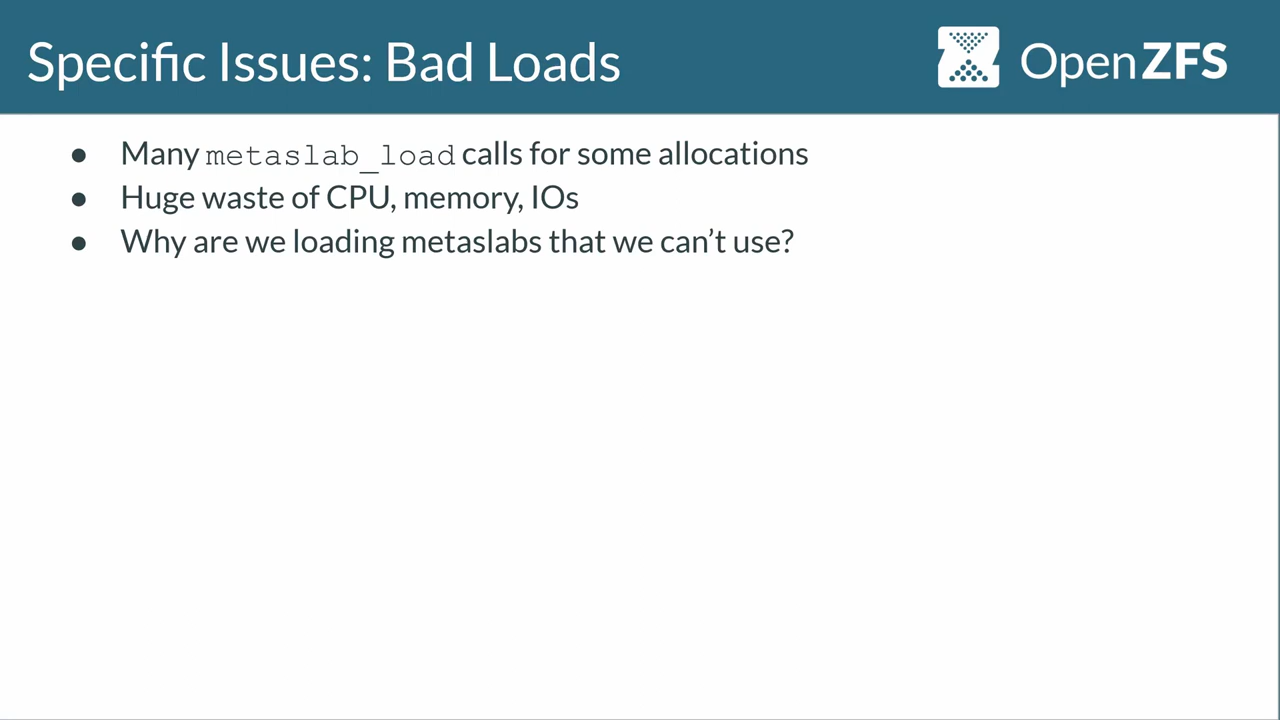 Specific Issues: Bad Loads
OpenZFS
● Many metaslab_load calls for some allocations
● Huge waste of CPU, memory, IOs
● Why are we loading metaslabs that we can’t use?